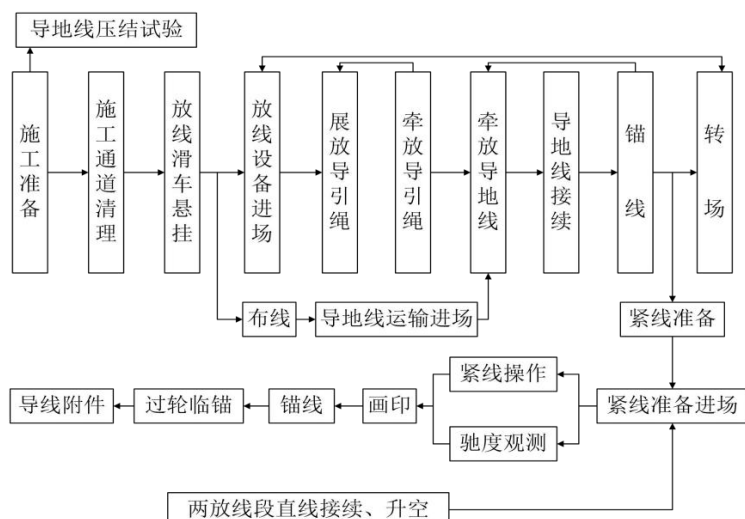 导地线压结试验
施工准备
施工通道清理
放线滑车悬挂
放线设备进场
展放导引绳
牵放导引绳
牵放导地线
导地线接续
锚线
转场
布线
导地线运输进场
紧线准备
紧线操作
导线附件
过轮临锚
锚线
画印
紧线准备进场
驰度观测
两放线段直线接续、升空